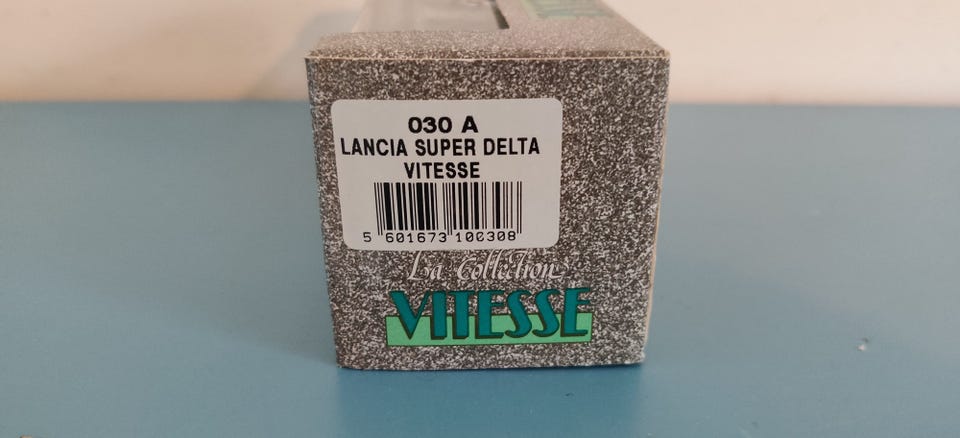 030 A
LANCIA SUPER DELTA
VITESSE
5 601673 100308
La Collection
VITESSE